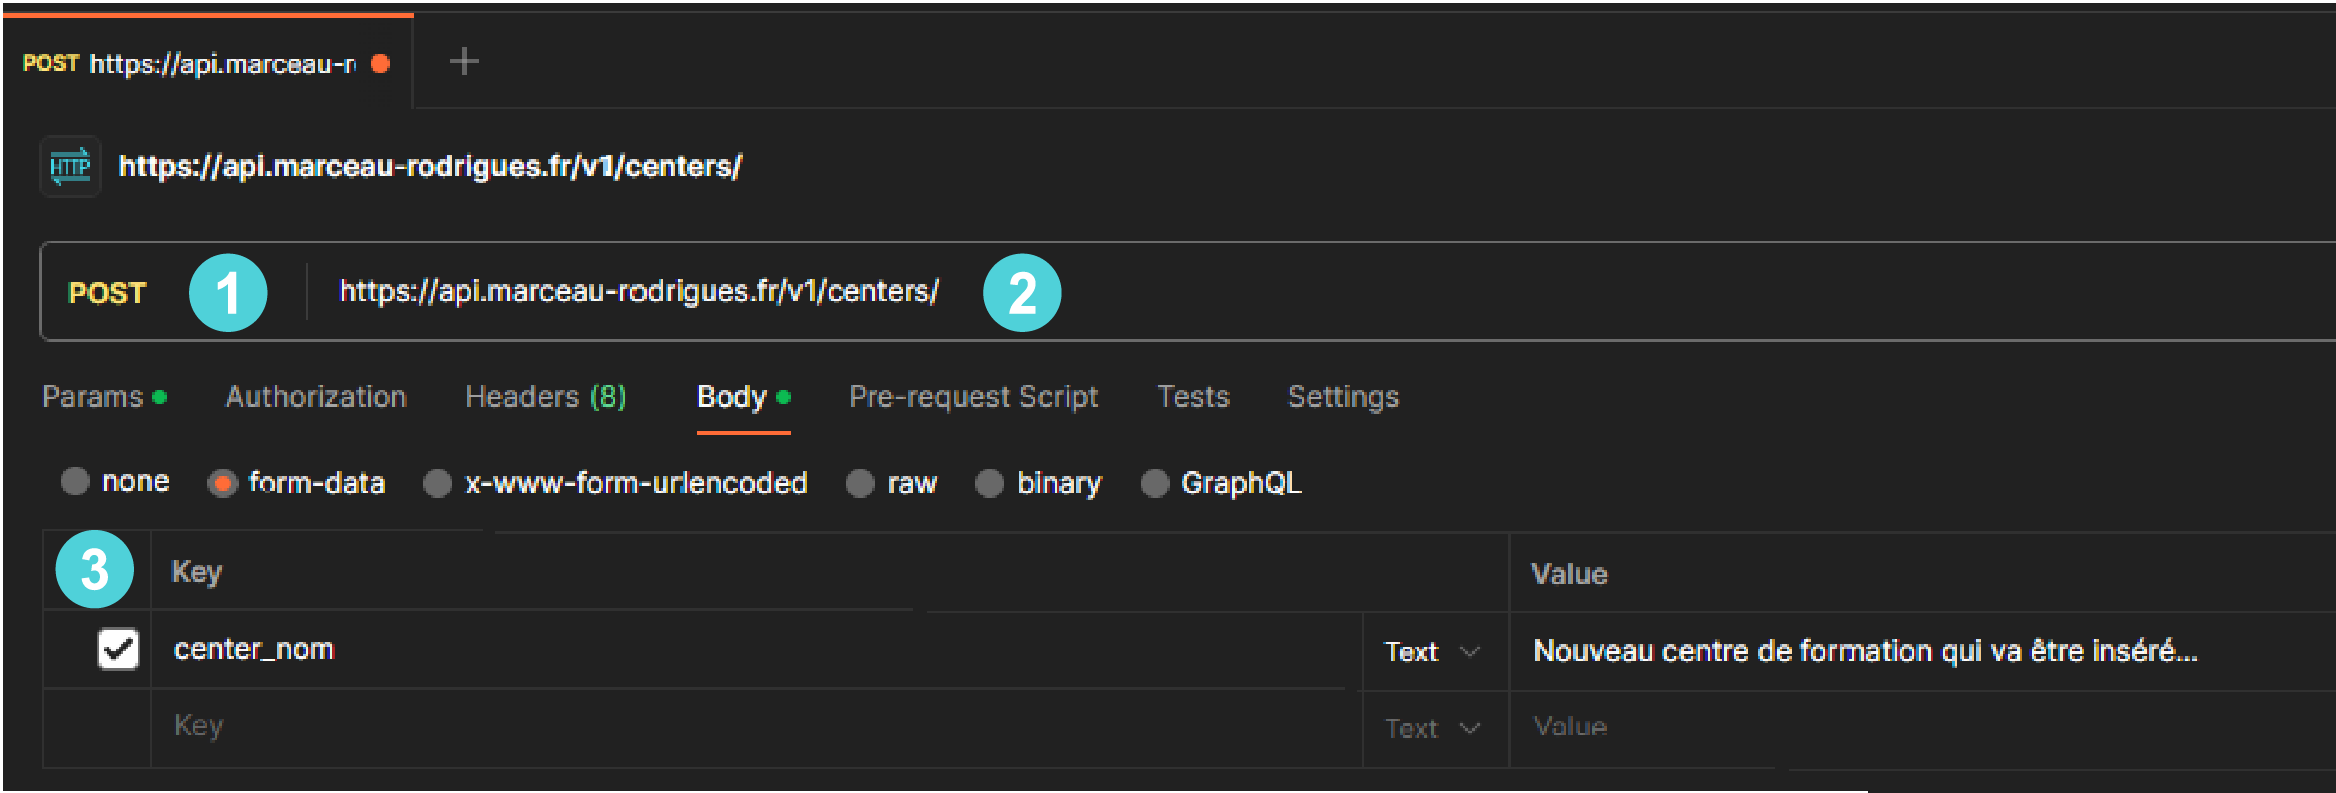 POST https://api.marceau-r
HTTP https://api.marceau-rodrigues.fr/v1/centers/
POST 1 https://api.marceau-rodrigues.fr/v1/centers/ 2
Params Authorization Headers (8) Body Pre-request Script Tests Settings
none form-data x-www-form-urlencoded raw binary GraphQL
3 Key Value
center_nom Text Nouveau centre de formation qui va être inséré...
Key Text Value